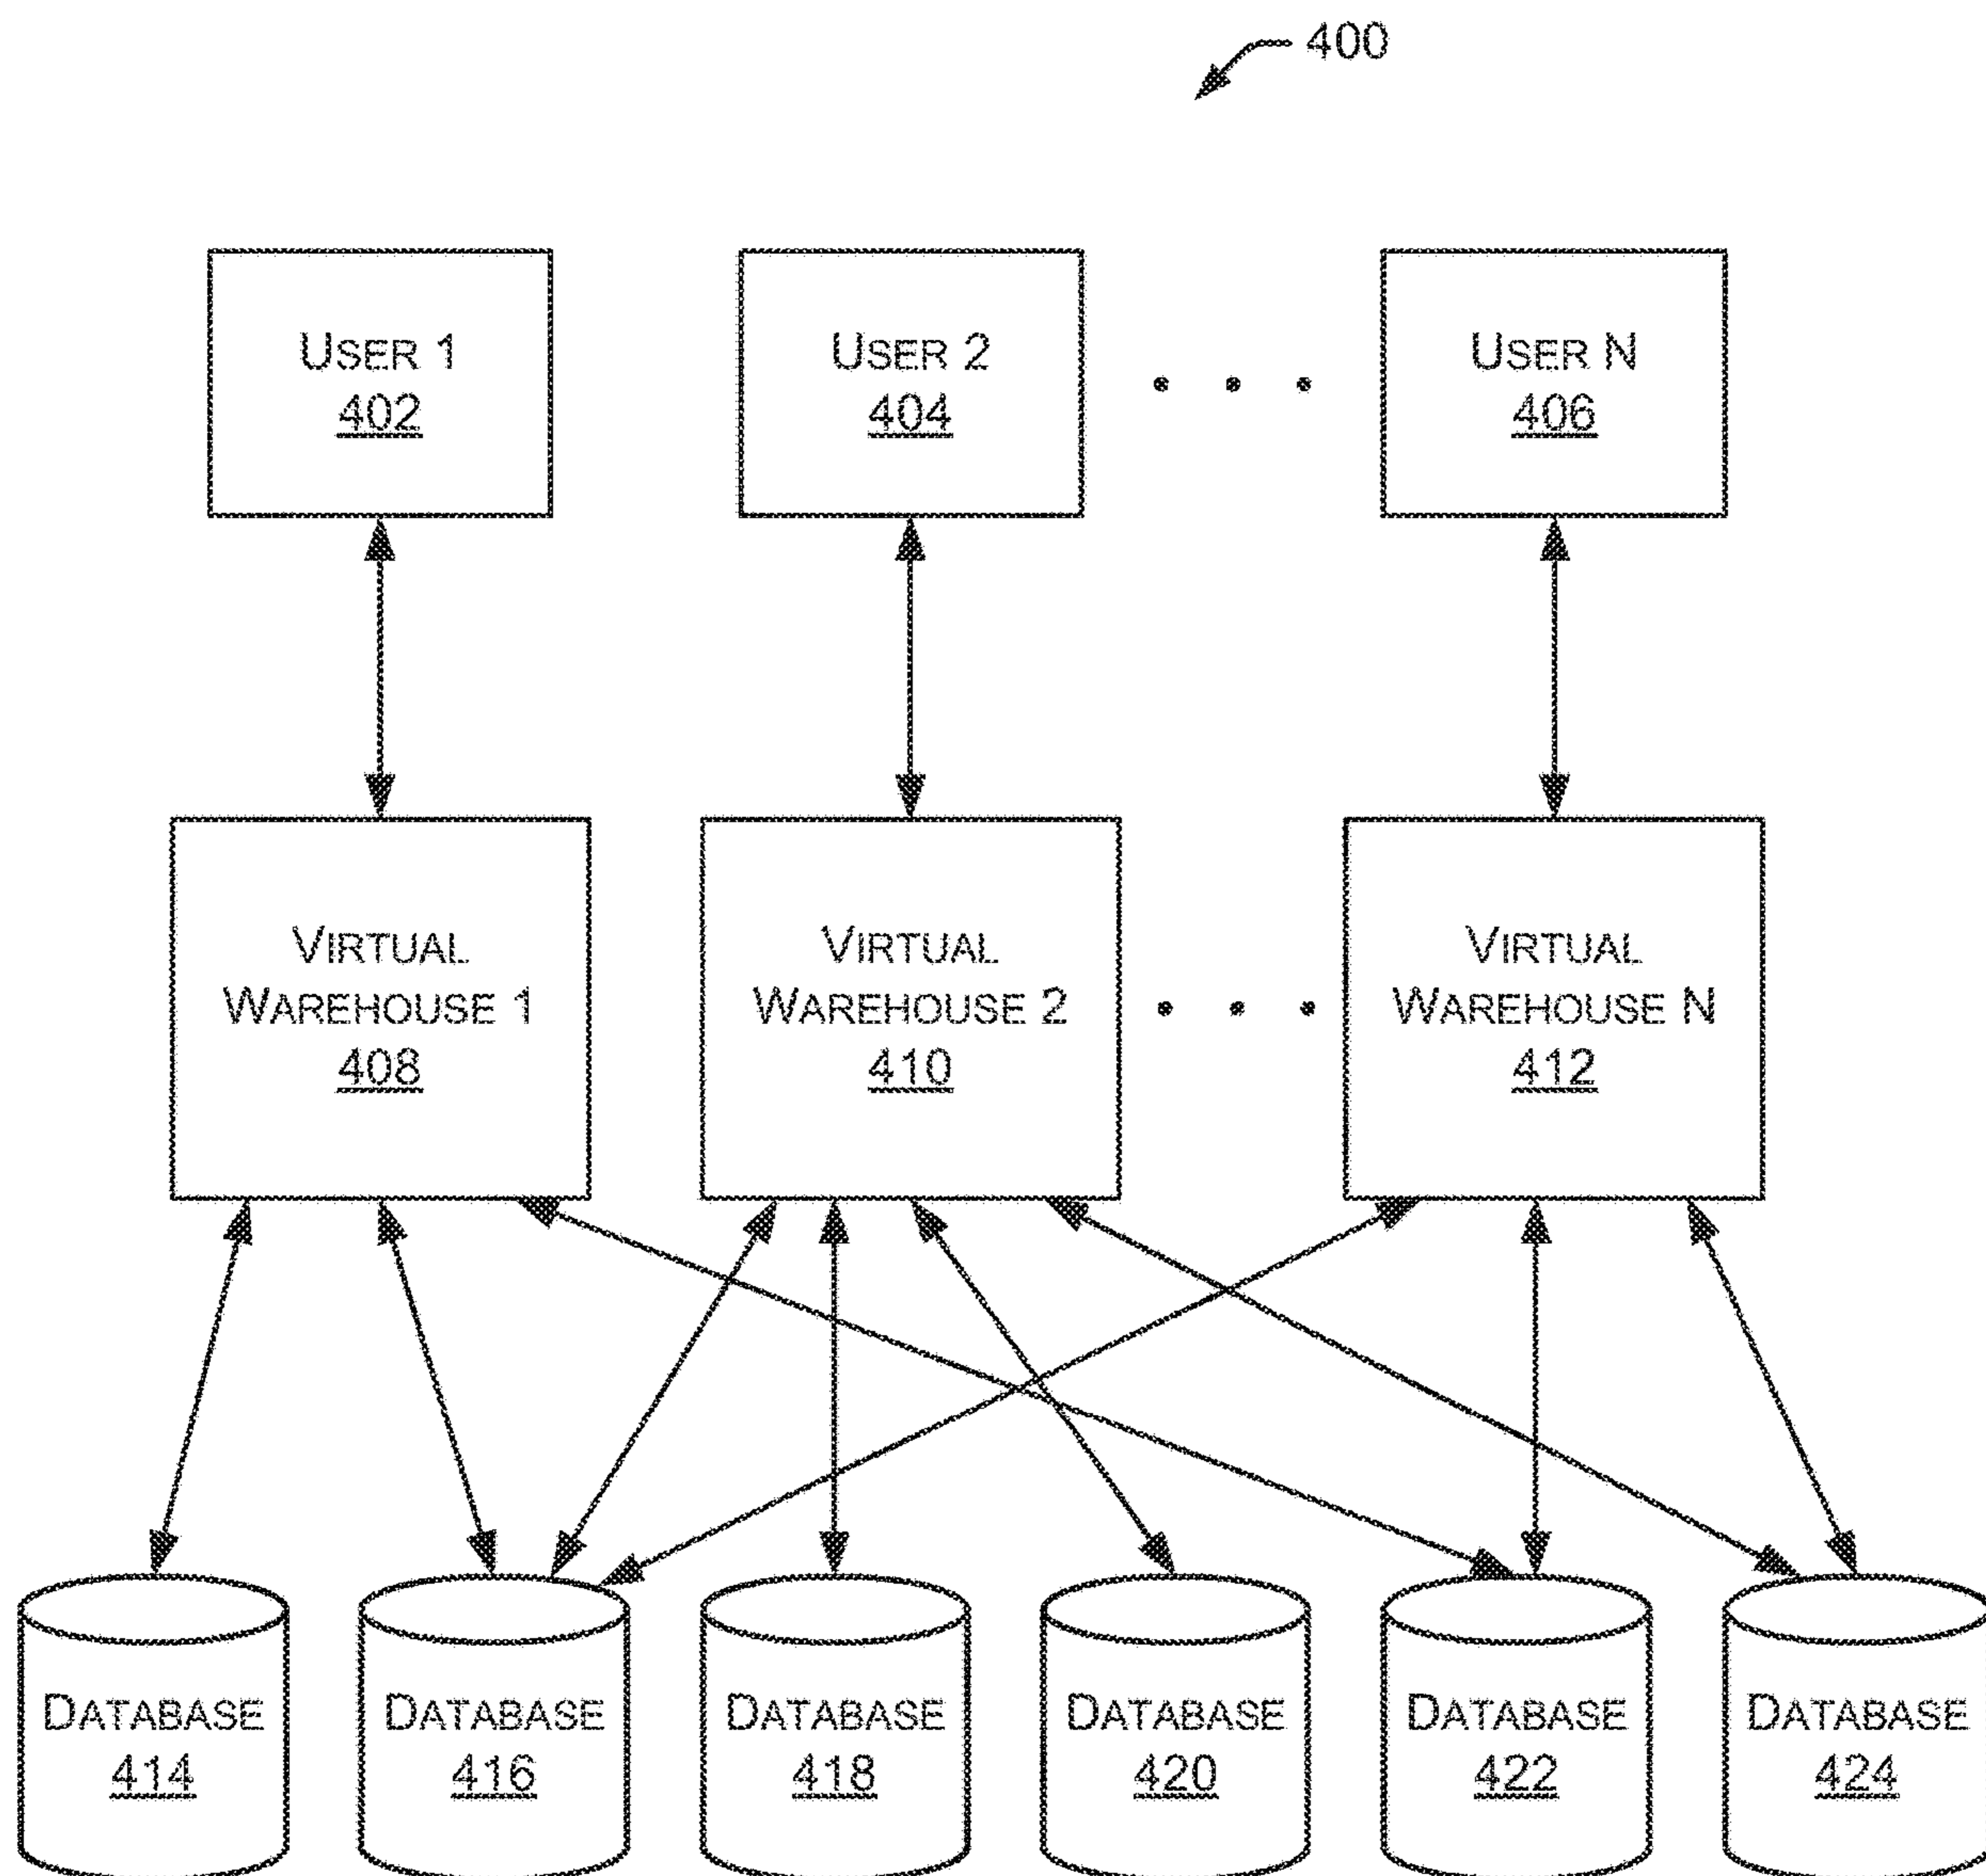 400
USER 1
402
USER 2
404
USER N
406
VIRTUAL
WAREHOUSE 1
408
VIRTUAL
WAREHOUSE 2
410
VIRTUAL
WAREHOUSE N
412
DATABASE
414
DATABASE
416
DATABASE
418
DATABASE
420
DATABASE
422
DATABASE
424